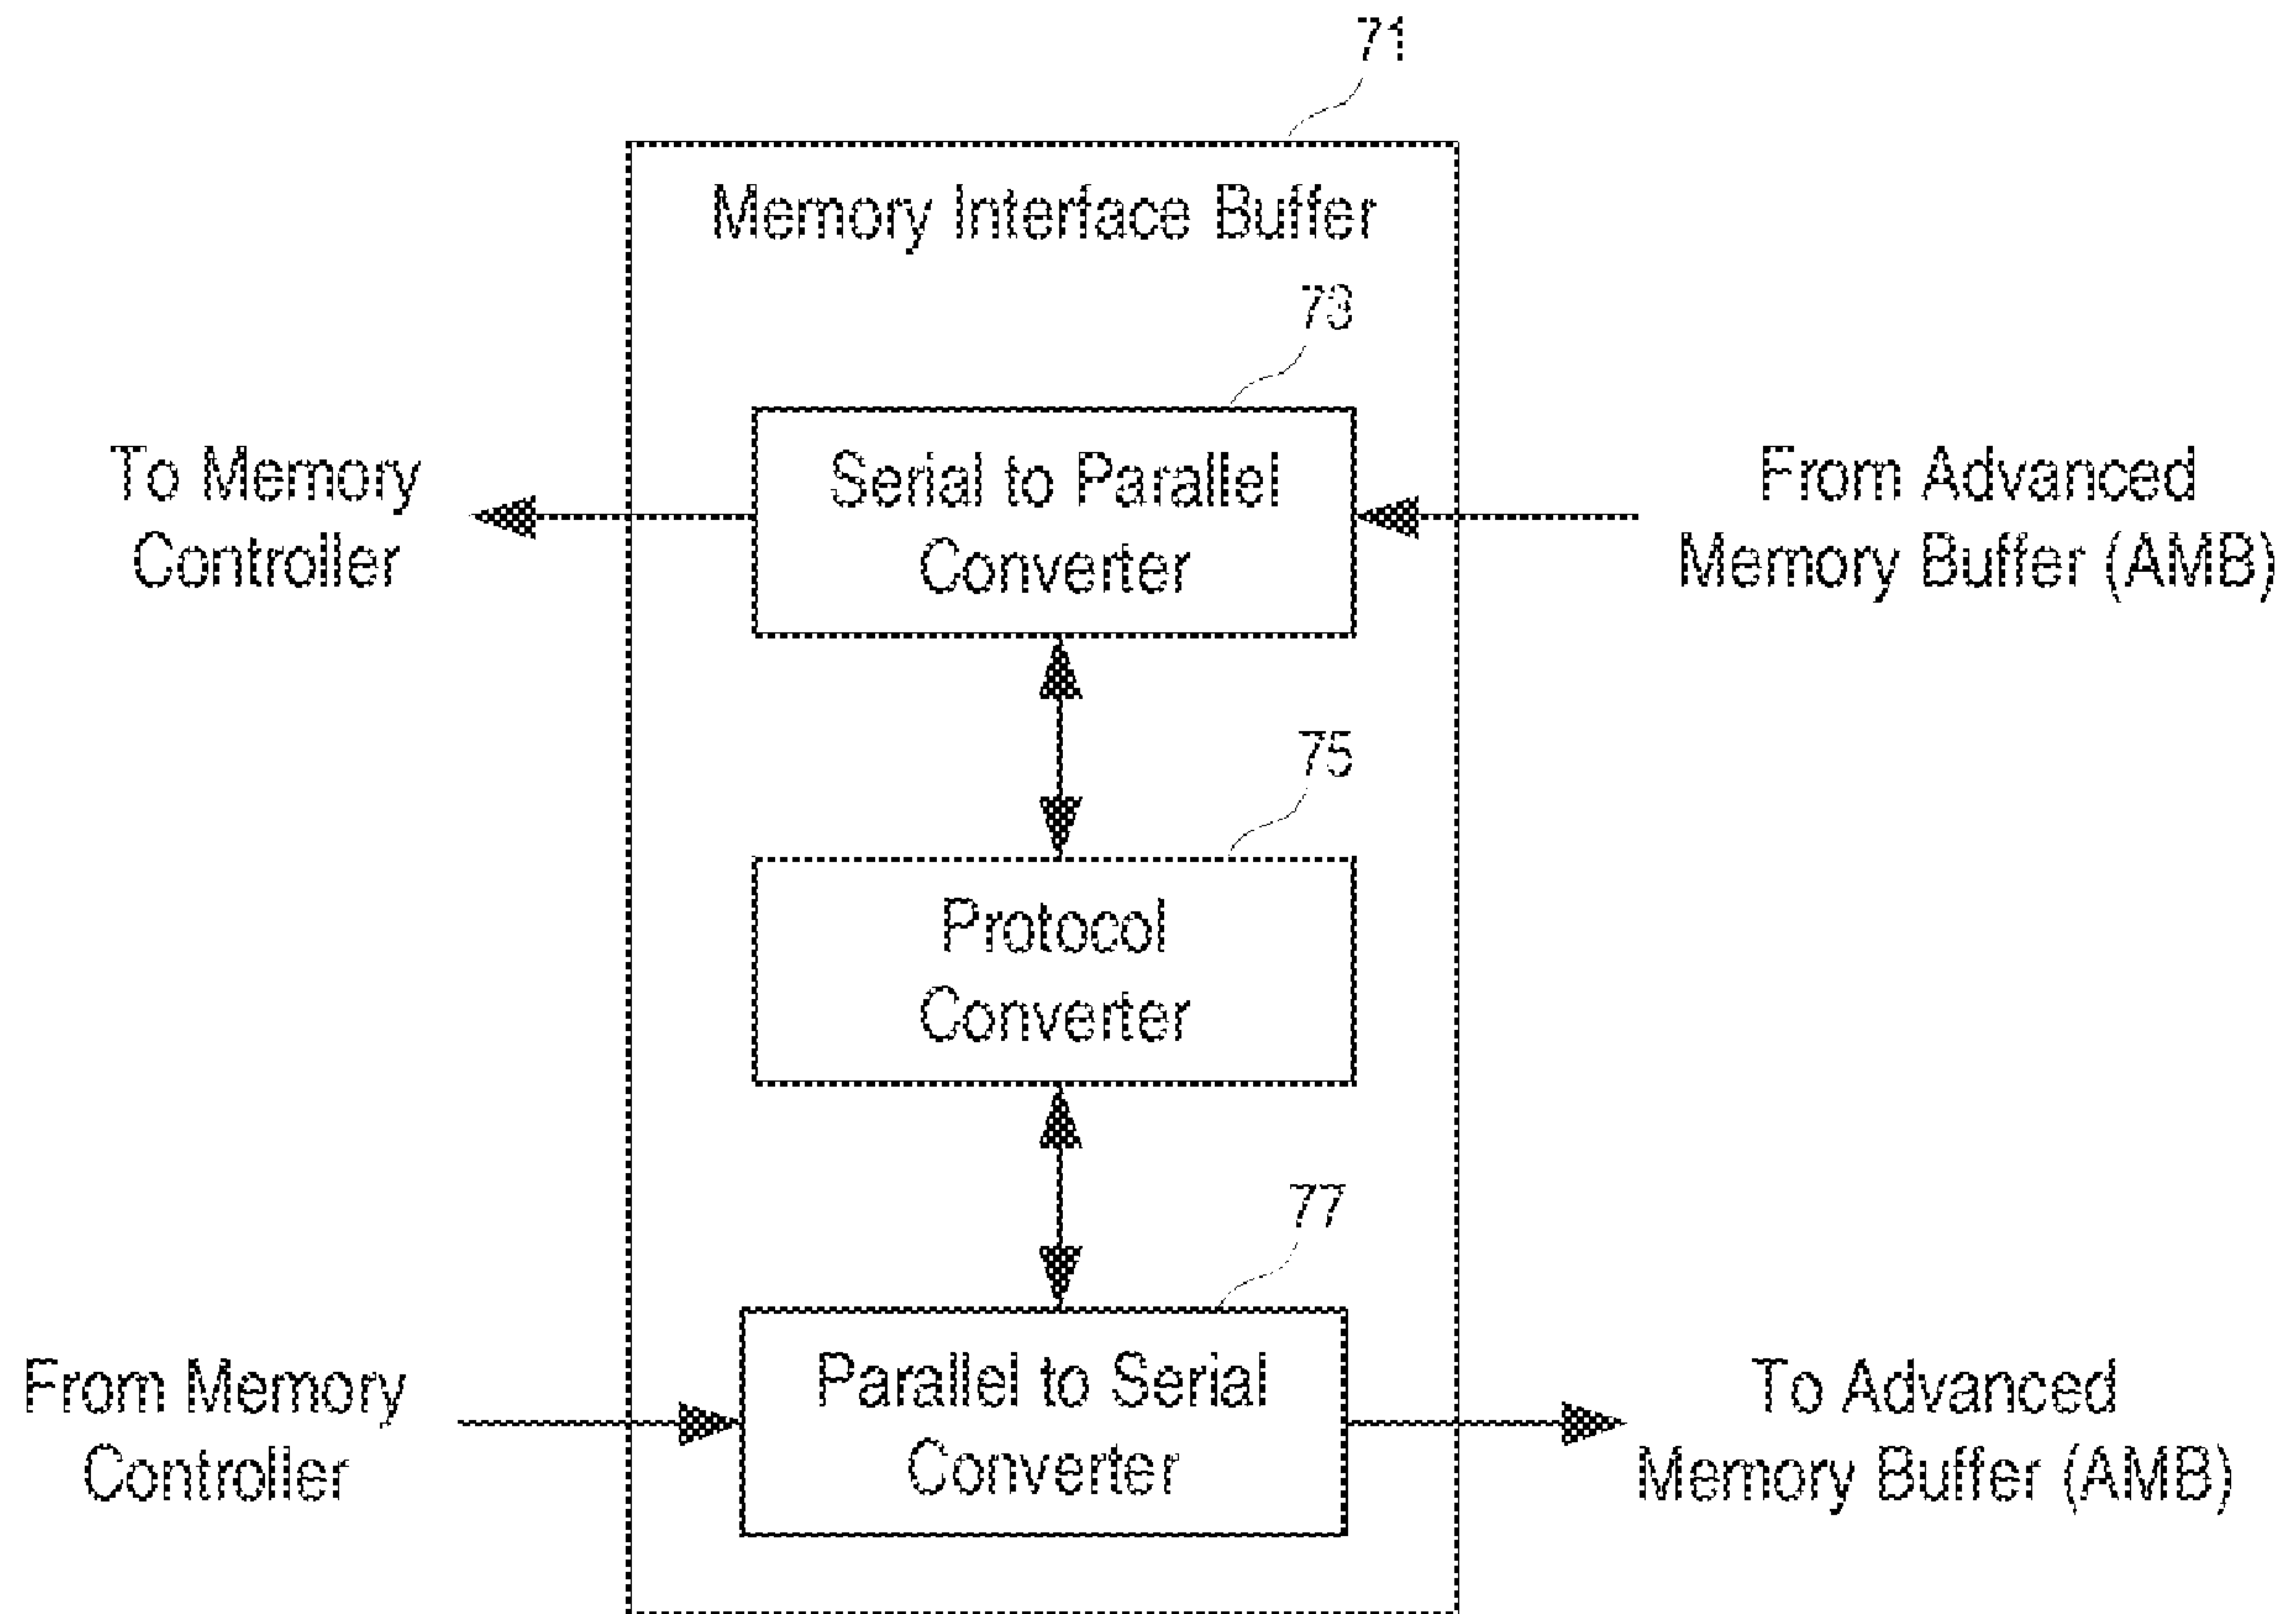 71
Memory Interface Buffer
73
To Memory
Controller
Serial to Parallel
Converter
From Advanced
Memory Buffer (AMB)
75
Protocol
Converter
77
From Memory
Controller
Parallel to Serial
Converter
To Advanced
Memory Buffer (AMB)